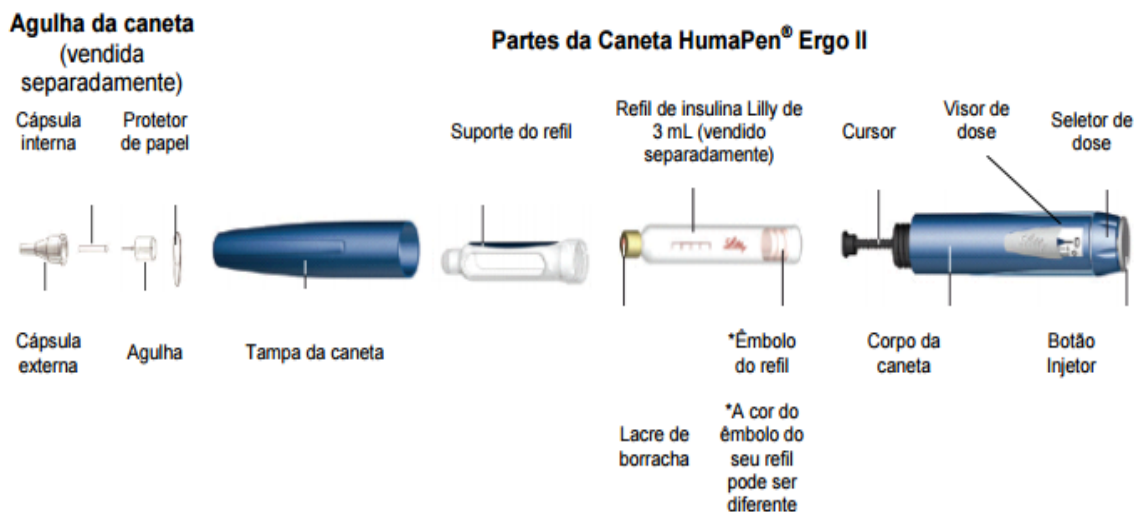 Agulha da caneta
(vendida
separadamente)
Partes da Caneta HumaPen® Ergo II
Cápsula
interna
Protetor
de papel
Suporte do refil
Refil de insulina Lilly de
3 mL (vendido
separadamente)
Cursor
Visor de
dose
Seletor de
dose
Lilly
Cápsula
externa
Agulha
Tampa da caneta
*Êmbolo
do refil
Corpo da
caneta
Botão
Injetor
Lacre de
borracha
*A cor do
êmbolo do
seu refil
pode ser
diferente